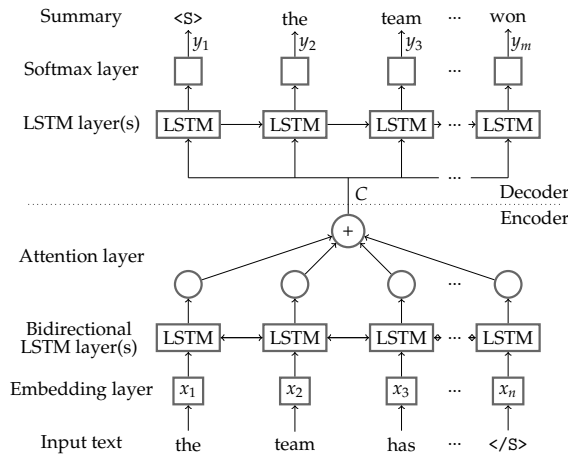 Summary <S> the team ... won
y1 y2 y3 ym
Softmax layer ...
LSTM layer(s) LSTM LSTM LSTM ... LSTM
...
C Decoder
Encoder
+
Attention layer
...
Bidirectional
LSTM layer(s) LSTM LSTM LSTM ... LSTM
Embedding layer x1 x2 x3 ... xn
Input text the team has ... </S>